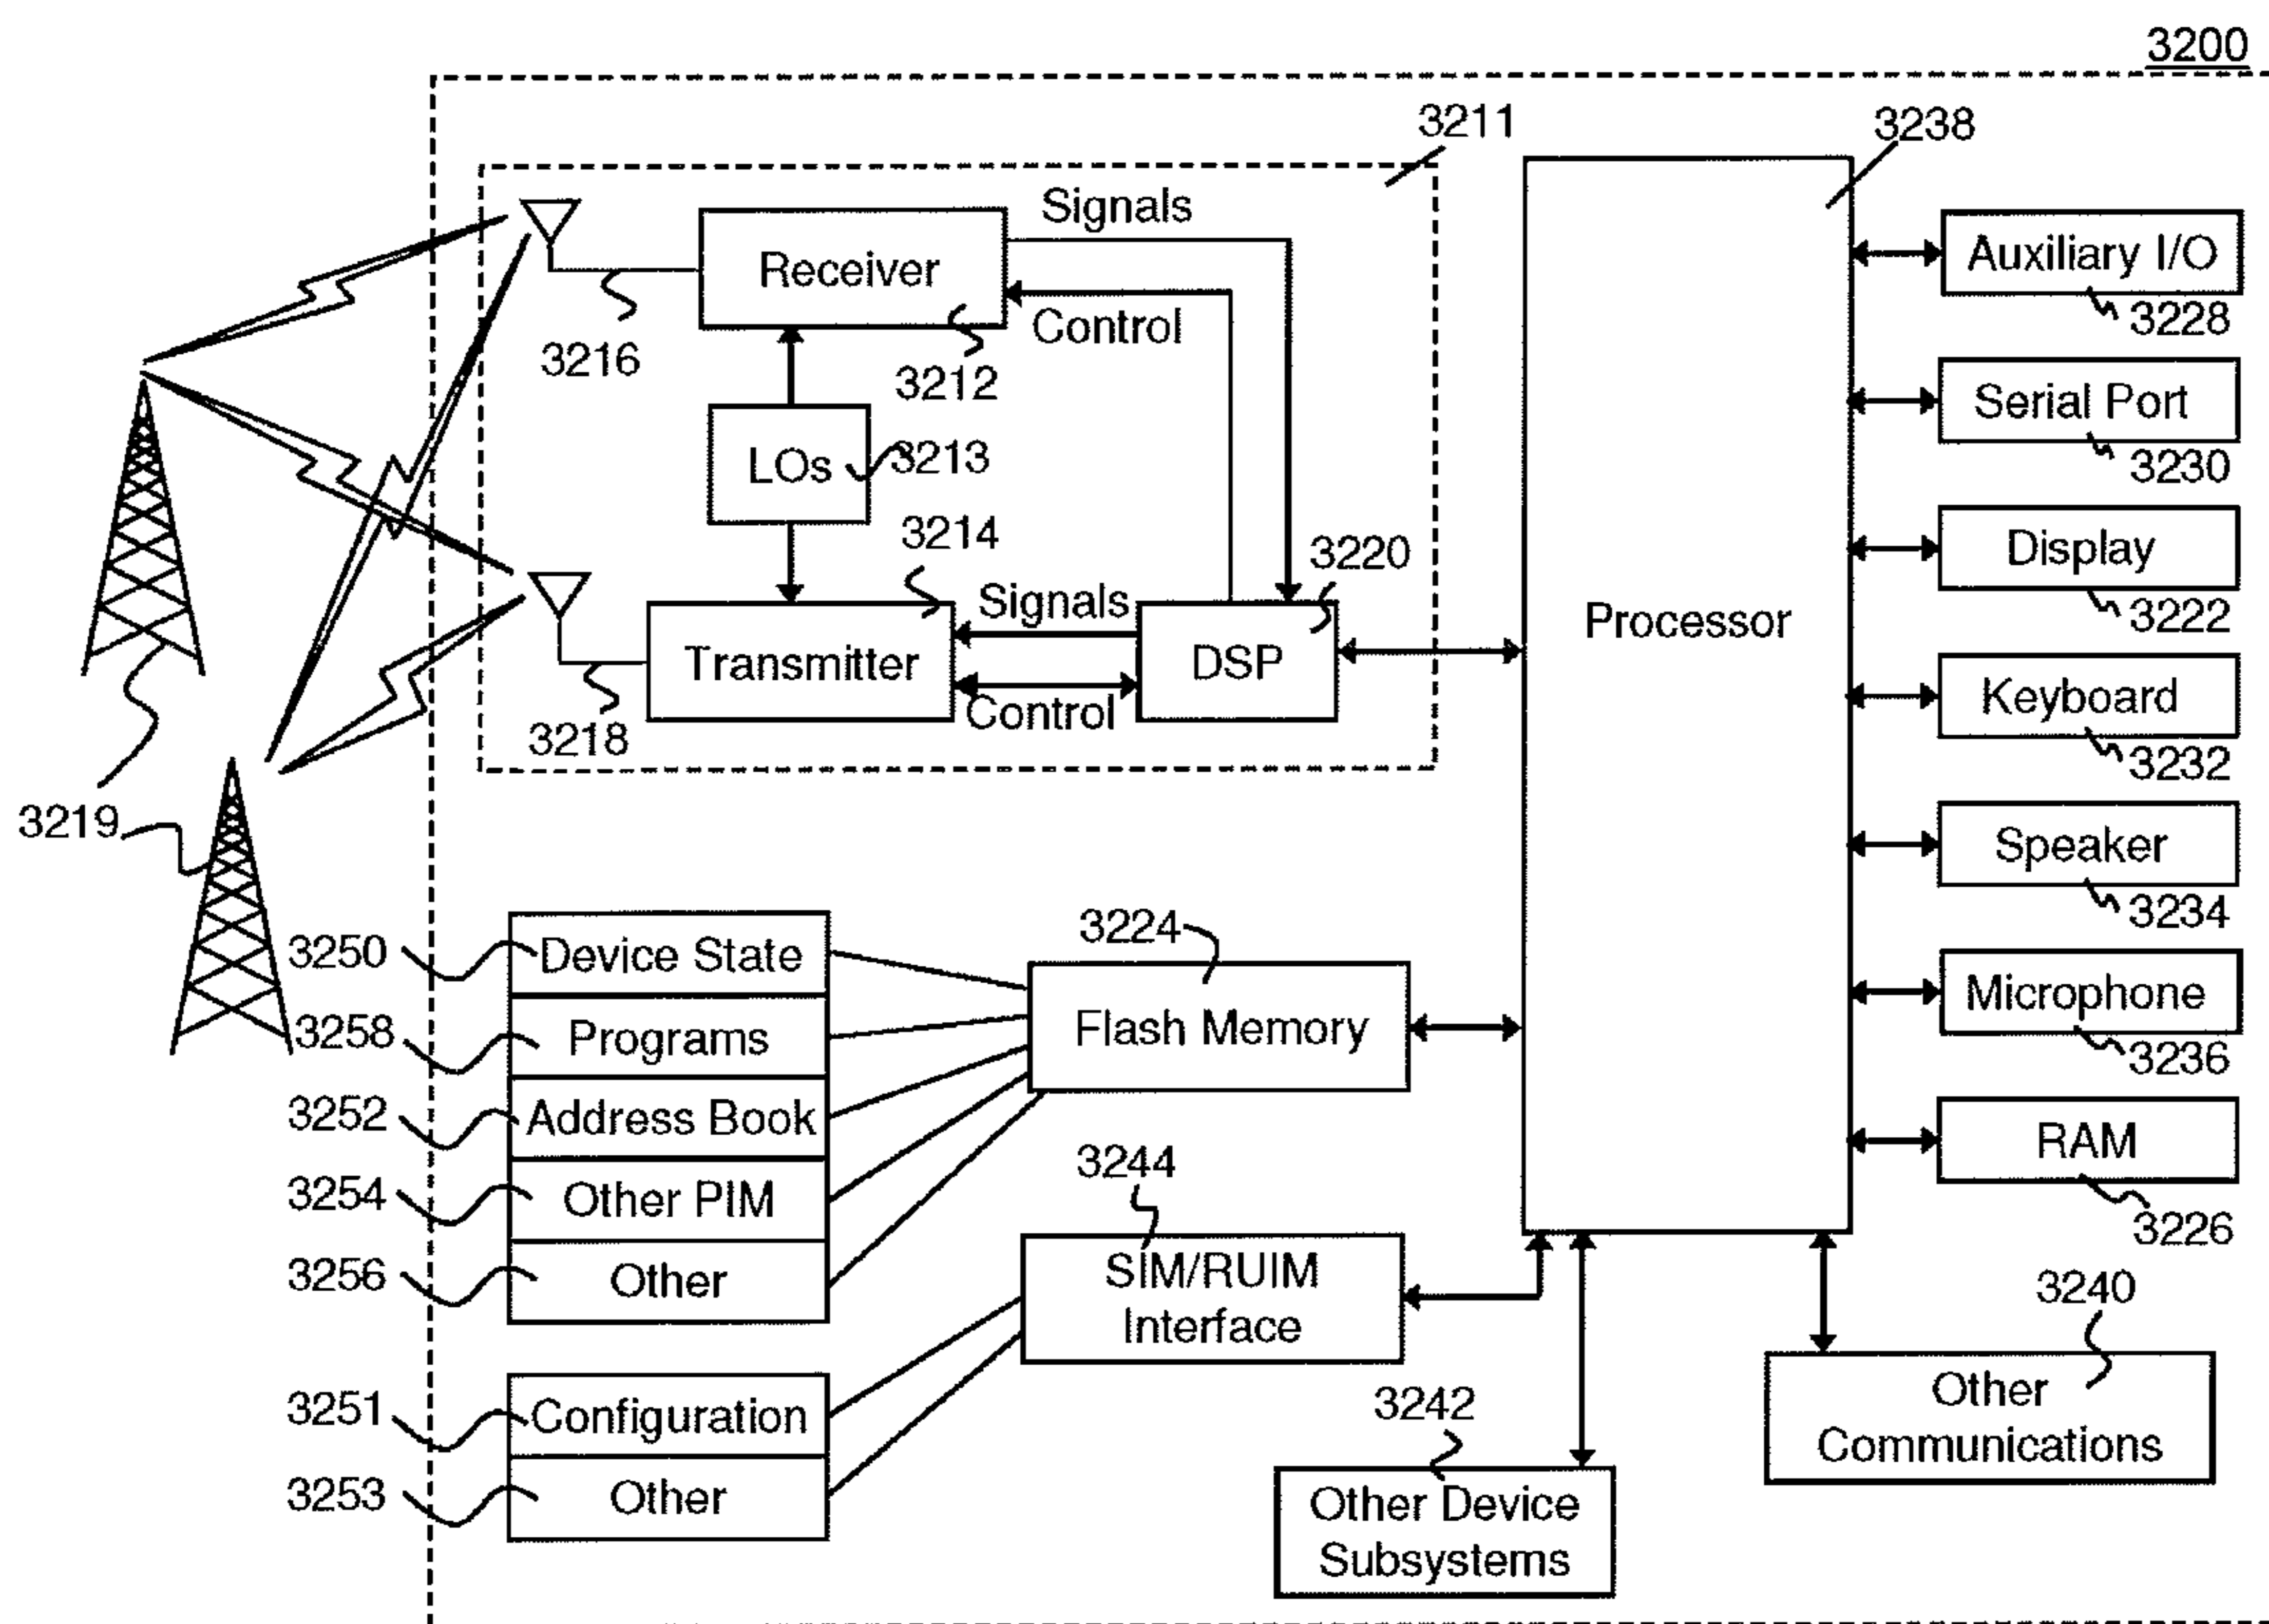 3200
3211
3238
Signals
Receiver
Control
3216
3212
LOs
3213
3214
3220
Signals
Transmitter
DSP
Control
3218
Processor
Auxiliary I/O
3228
Serial Port
3230
Display
3222
Keyboard
3232
Speaker
3234
Microphone
3236
RAM
3226
3219
3250
Device State
3258
Programs
3252
Address Book
3254
Other PIM
3256
Other
3224
Flash Memory
3244
SIM/RUIM
Interface
3251
Configuration
3253
Other
3242
Other Device
Subsystems
3240
Other
Communications